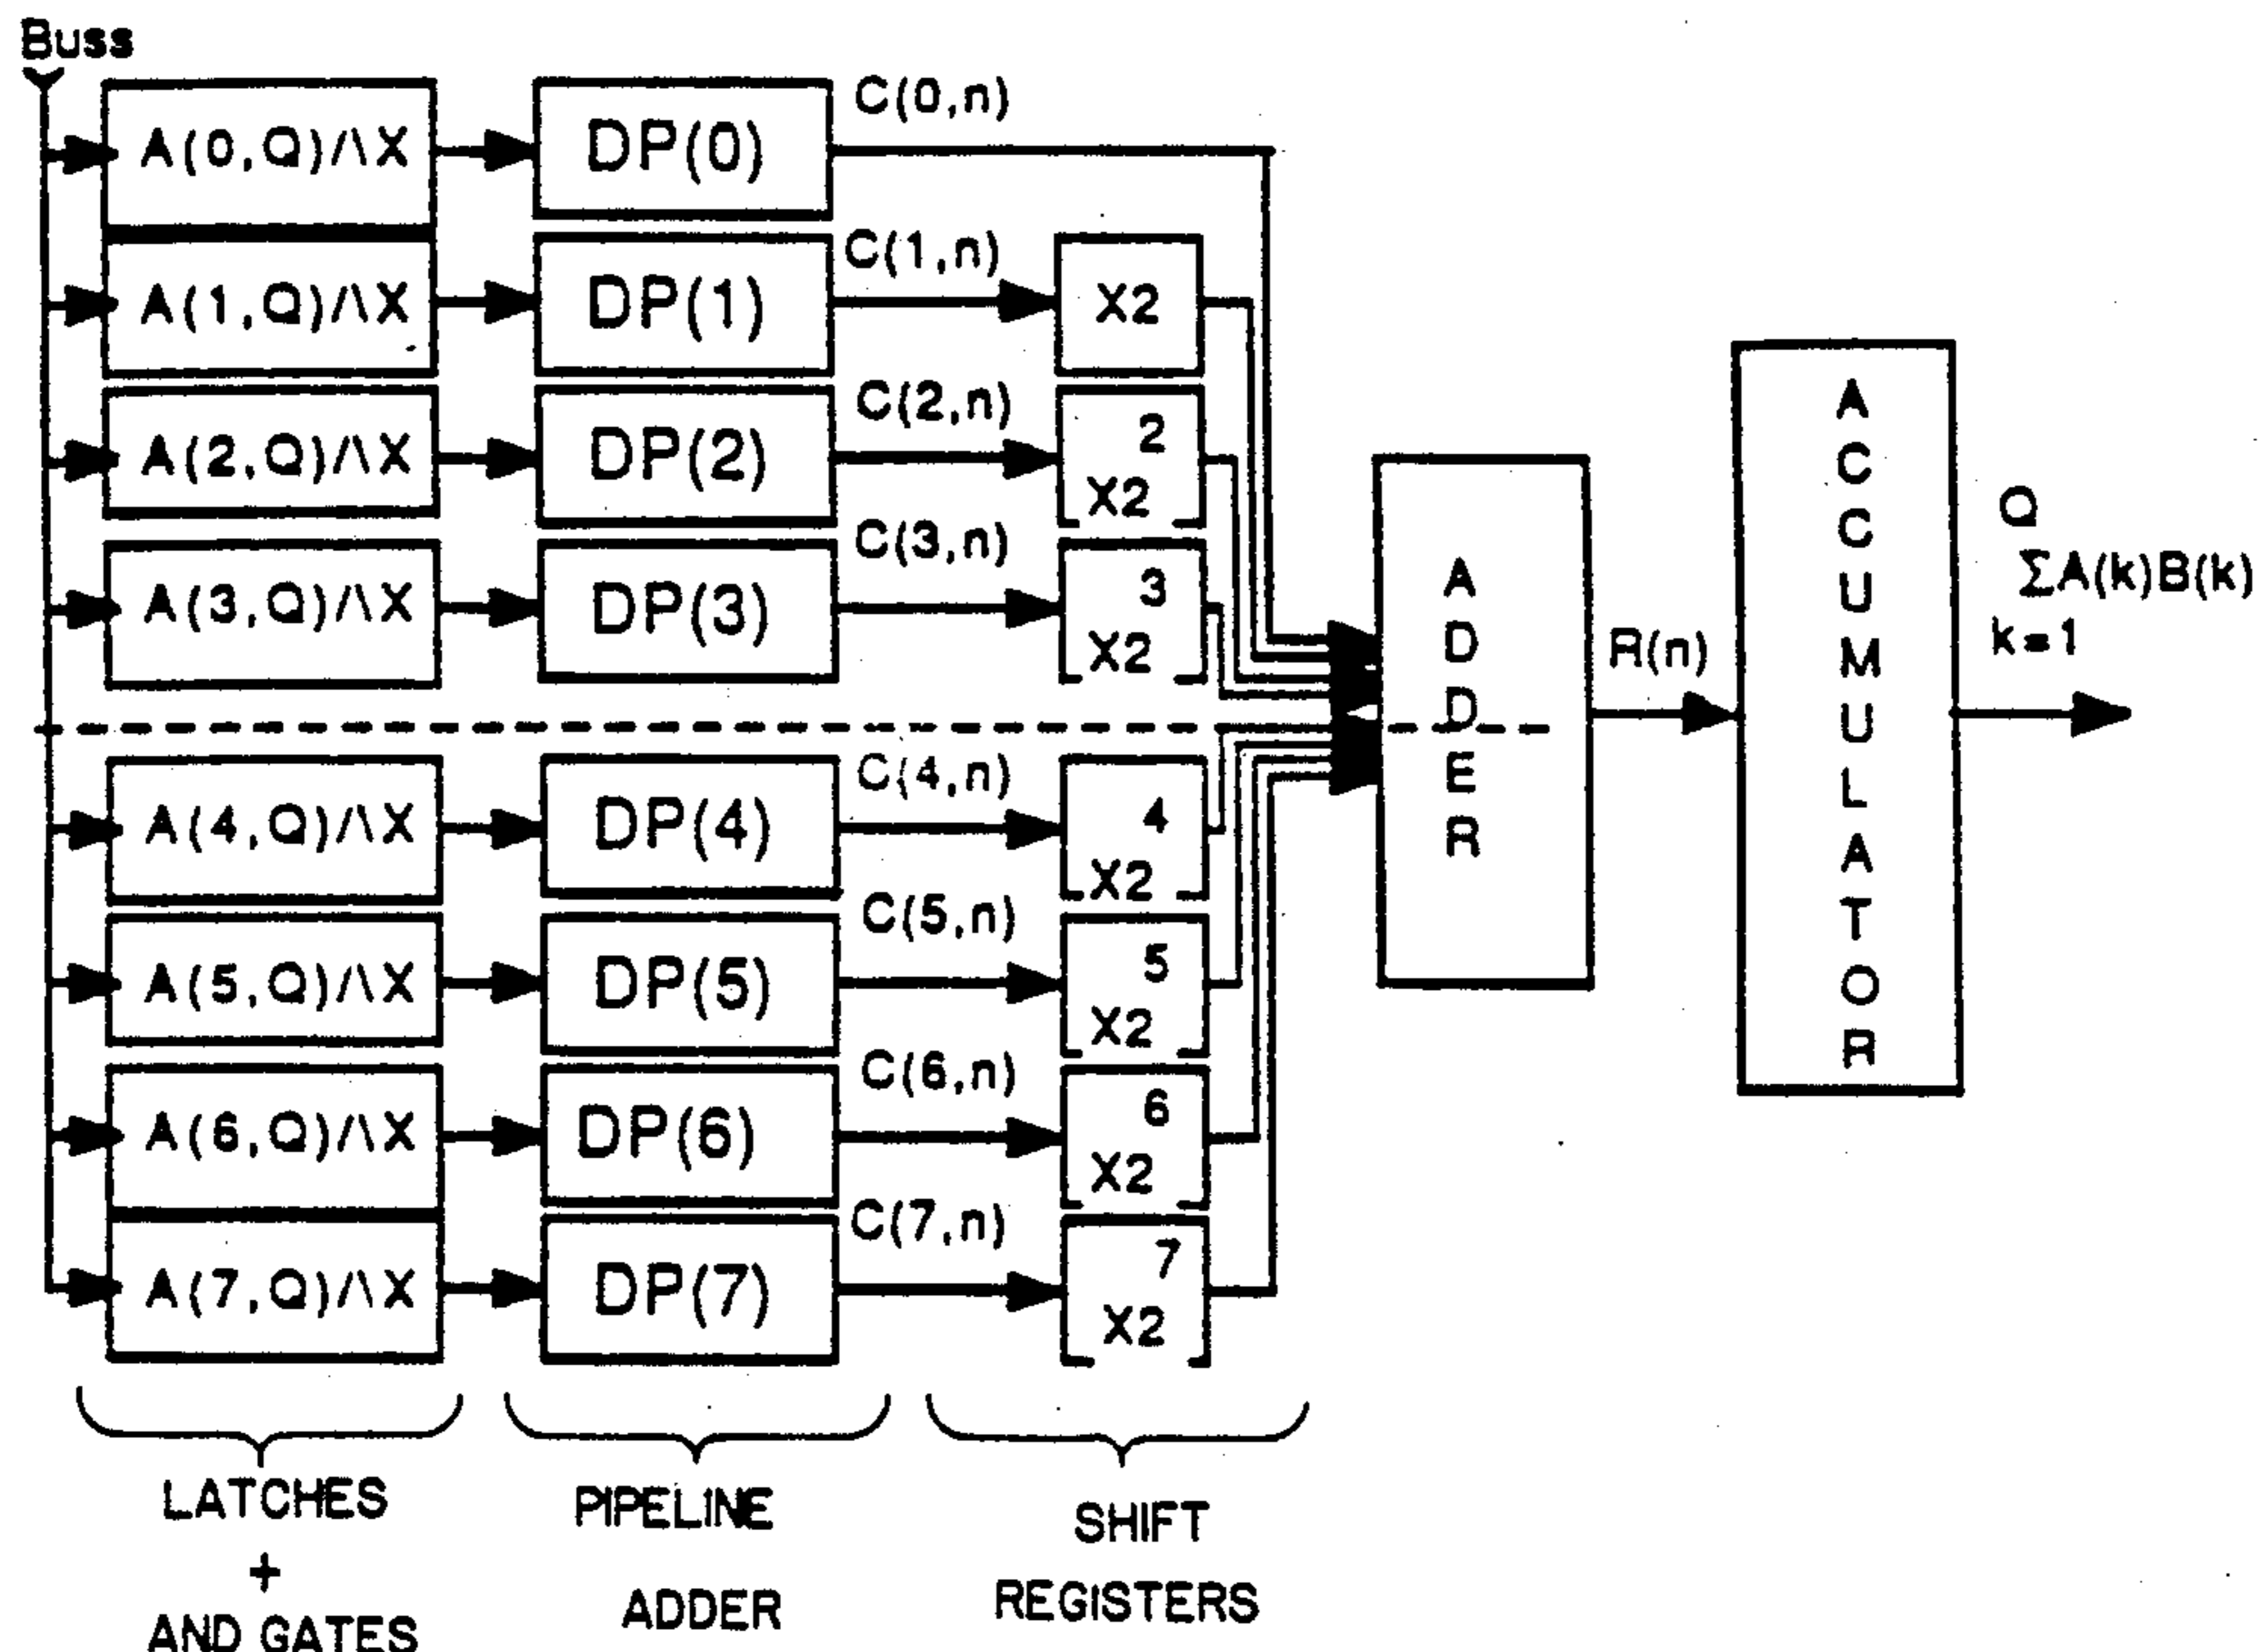 Buss
A(0,Q)/\X
DP(0)
C(0,n)
A(1,Q)/\X
DP(1)
C(1,n)
X2
A(2,Q)/\X
DP(2)
C(2,n)
2
X2
A(3,Q)/\X
DP(3)
C(3,n)
3
X2
A(4,Q)/\X
DP(4)
C(4,n)
4
X2
A(5,Q)/\X
DP(5)
C(5,n)
5
X2
A(6,Q)/\X
DP(6)
C(6,n)
6
X2
A(7,Q)/\X
DP(7)
C(7,n)
7
X2
ADDER
R(n)
ACCUMULATOR
Q
ΣA(k)B(k)
k=1
LATCHES
+
AND GATES
PIPELINE
ADDER
SHIFT
REGISTERS